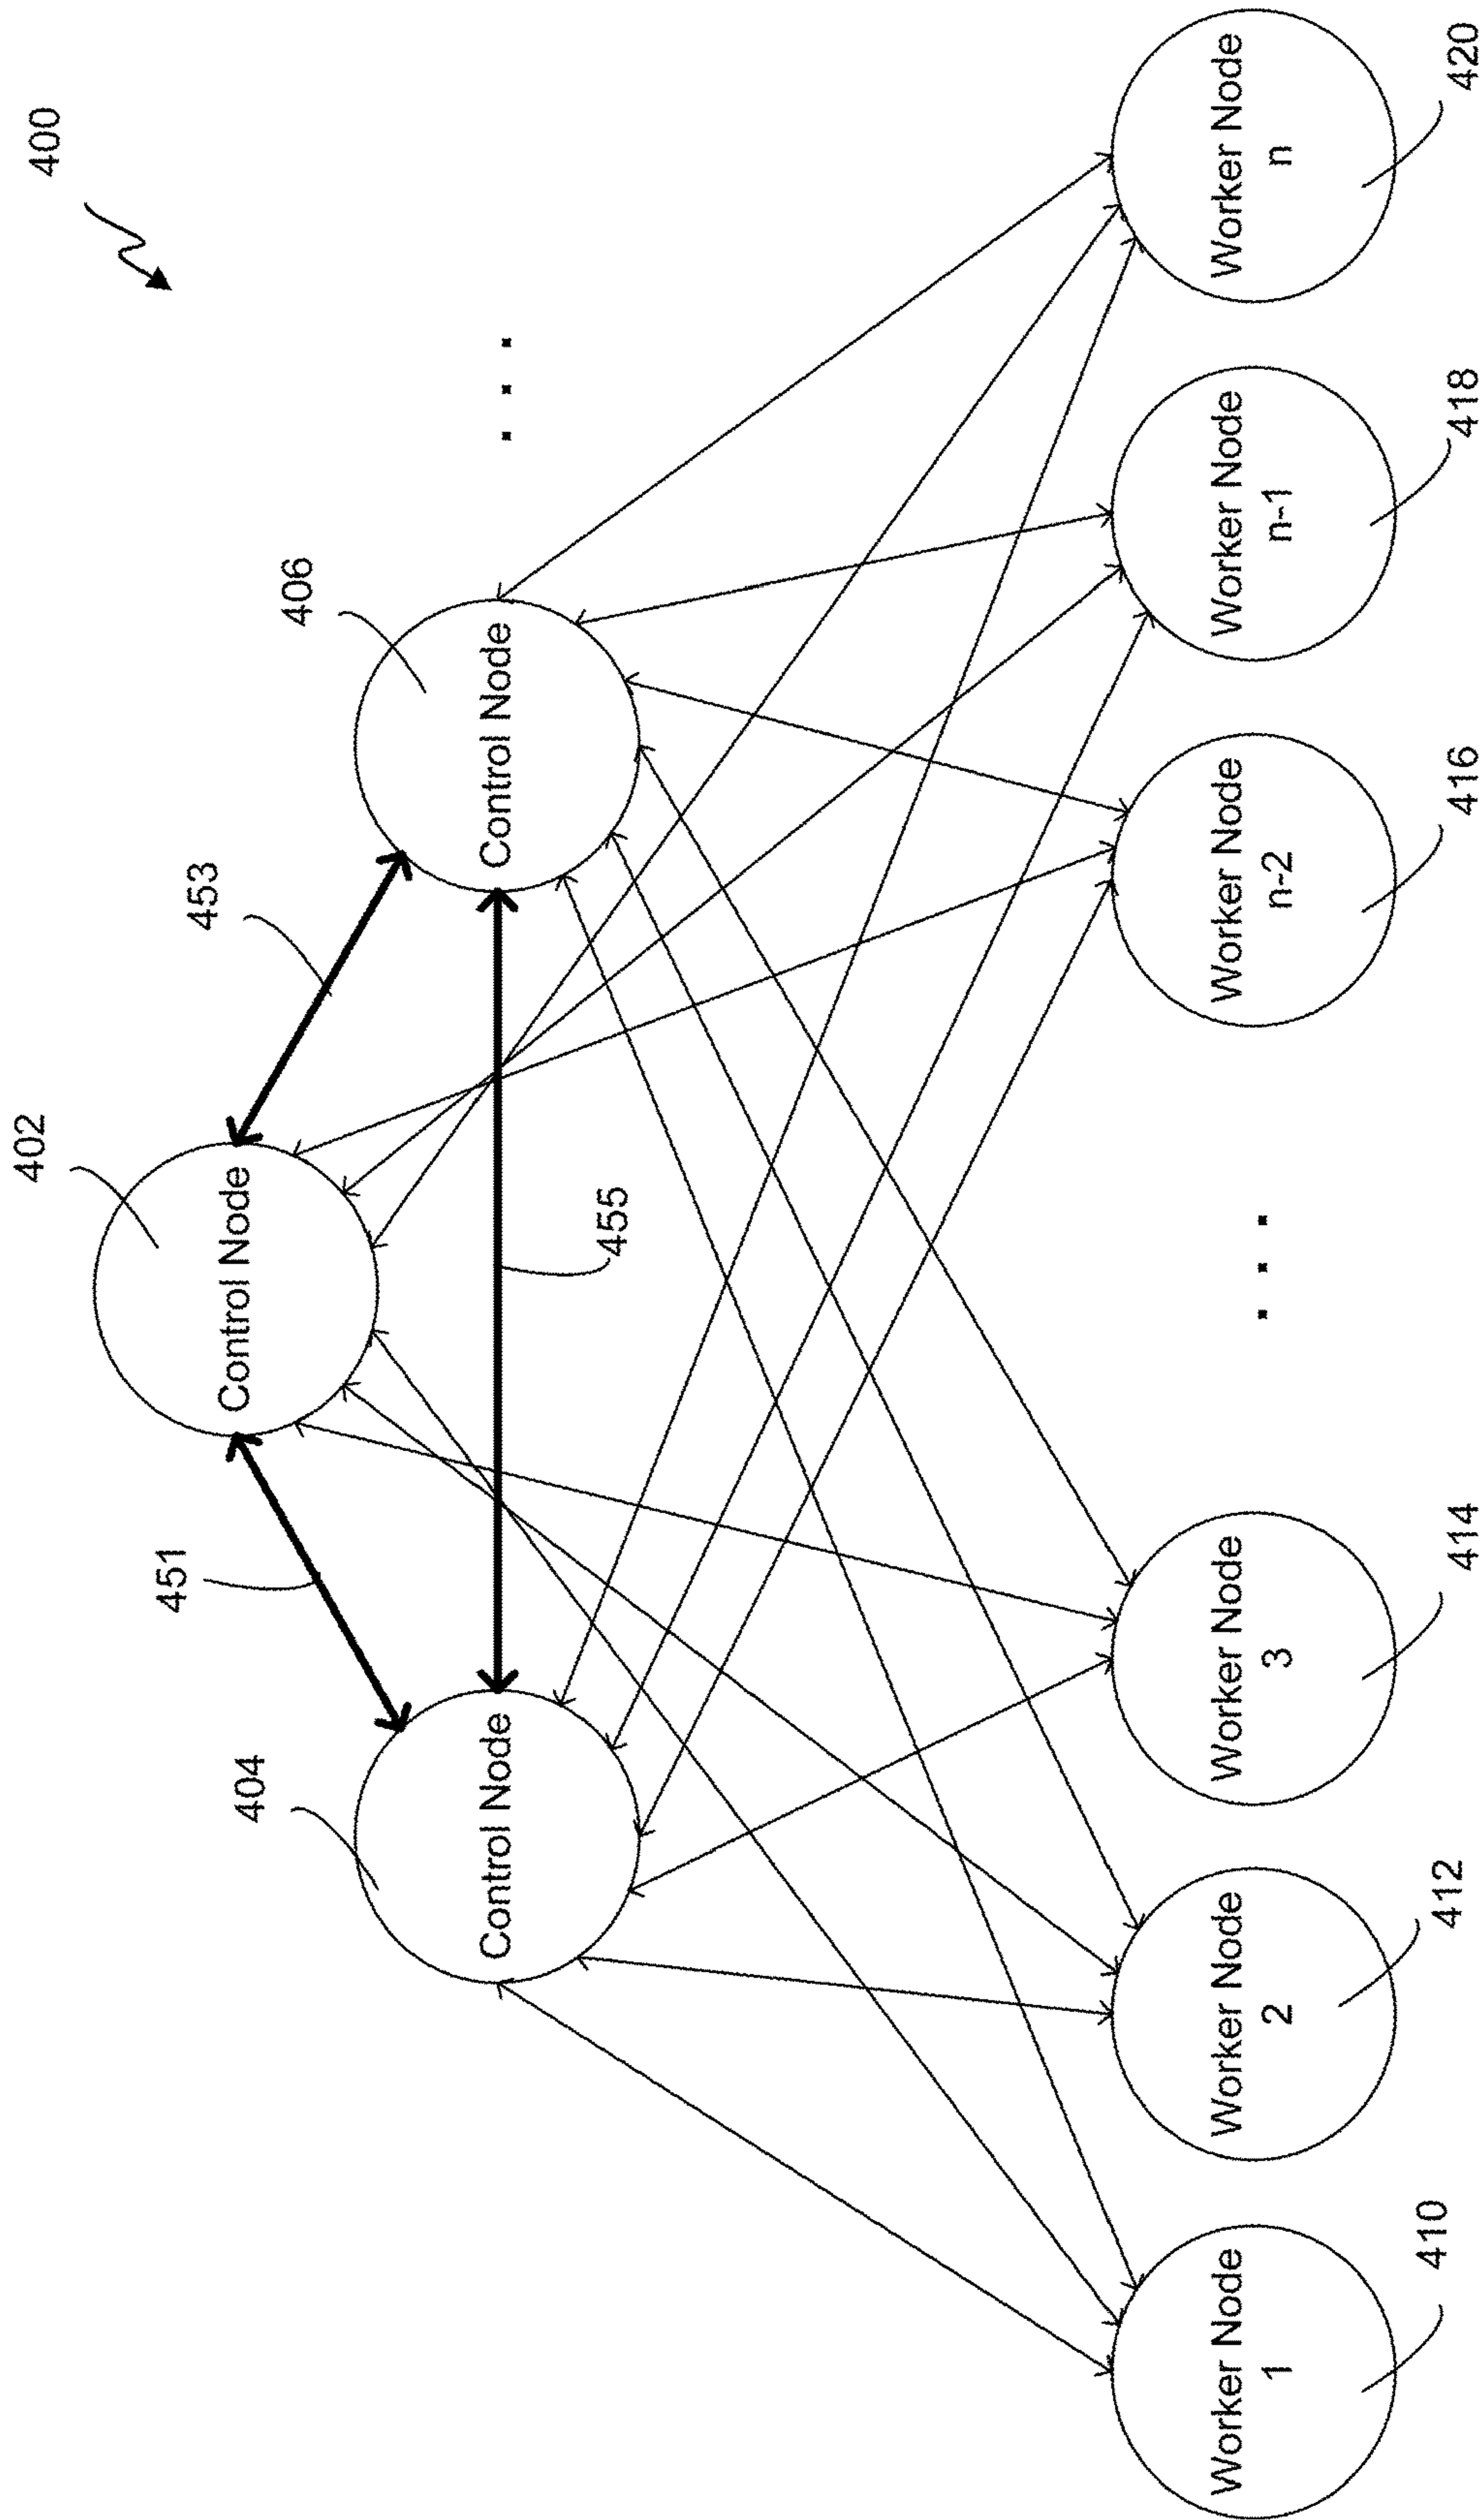 400
402
Control Node
451
453
404
Control Node
406
Control Node
. . .
455
Worker Node
1
410
Worker Node
2
412
Worker Node
3
414
. . .
Worker Node
n-2
416
Worker Node
n-1
418
Worker Node
n
420